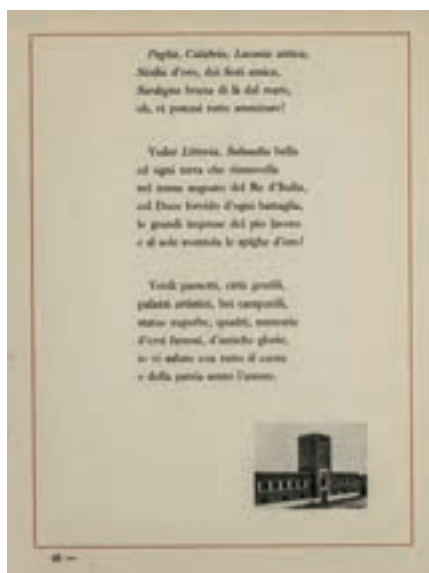 Puglia, Calabria, Lucania antica,
Sicilia d'oro, dei fiori amica,
Sardegna bruna di là dal mare,
oh, vi potessi tutte ammirare!
Veder Littoria, Sabaudia bella
ed ogni terra che rinnovella
nel nome augusto del Re d'Italia,
col Duce fervido d'ogni battaglia,
le grandi imprese del pio lavoro
e al sole le spighe d'oro!
Verdi paesetti, città gentili,
palazzi artistici, bei campanili,
statue superbe, quadri, memorie
d'eroi famosi, d'antiche glorie,
io vi saluto con tutto il cuore
e della patria sento l'amore.